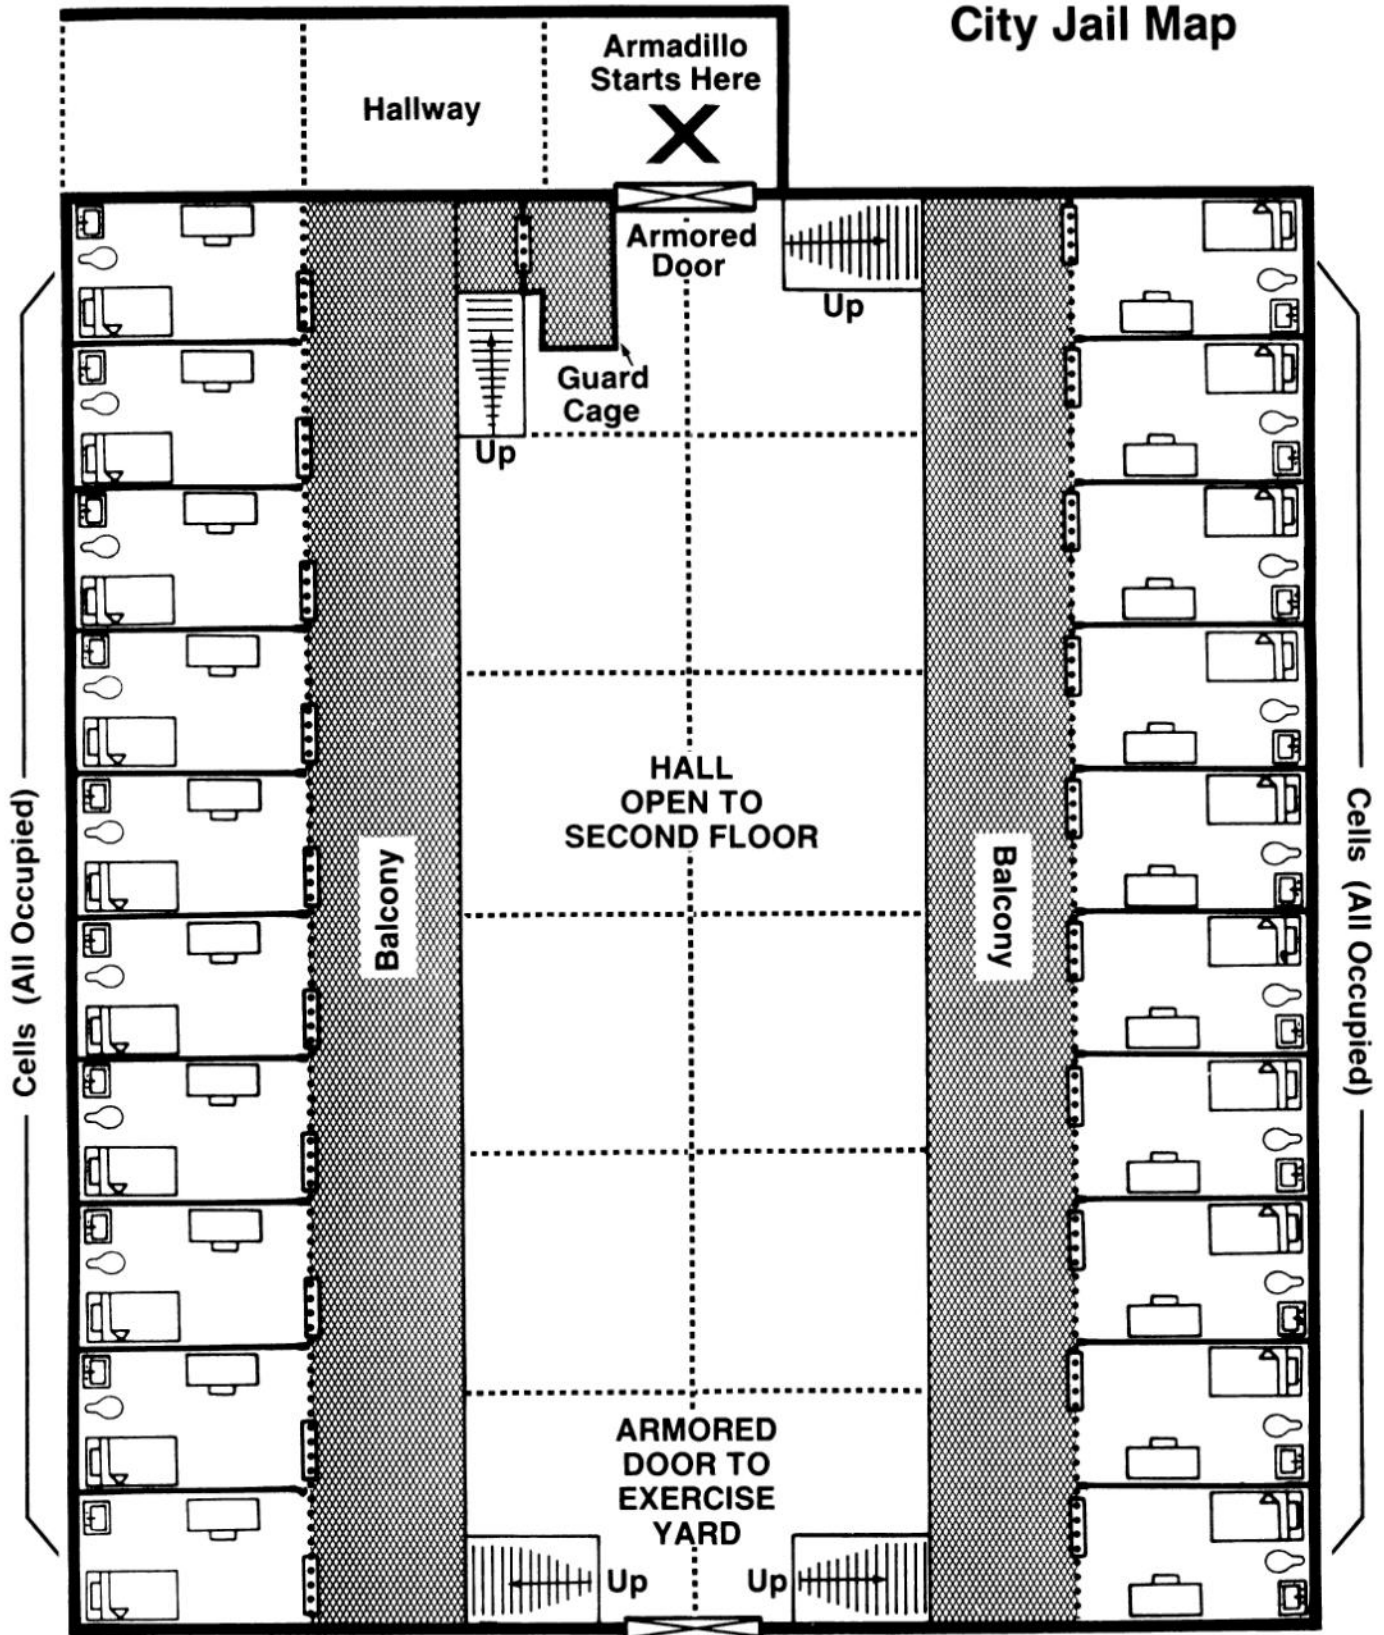 City Jail Map
Armadillo
Starts Here
Hallway
Armored
Door
Up
Guard
Cage
Up
HALL
OPEN TO
SECOND FLOOR
Balcony
Balcony
Cells (All Occupied)
Cells (All Occupied)
ARMORED
DOOR TO
EXERCISE
YARD
Up
Up